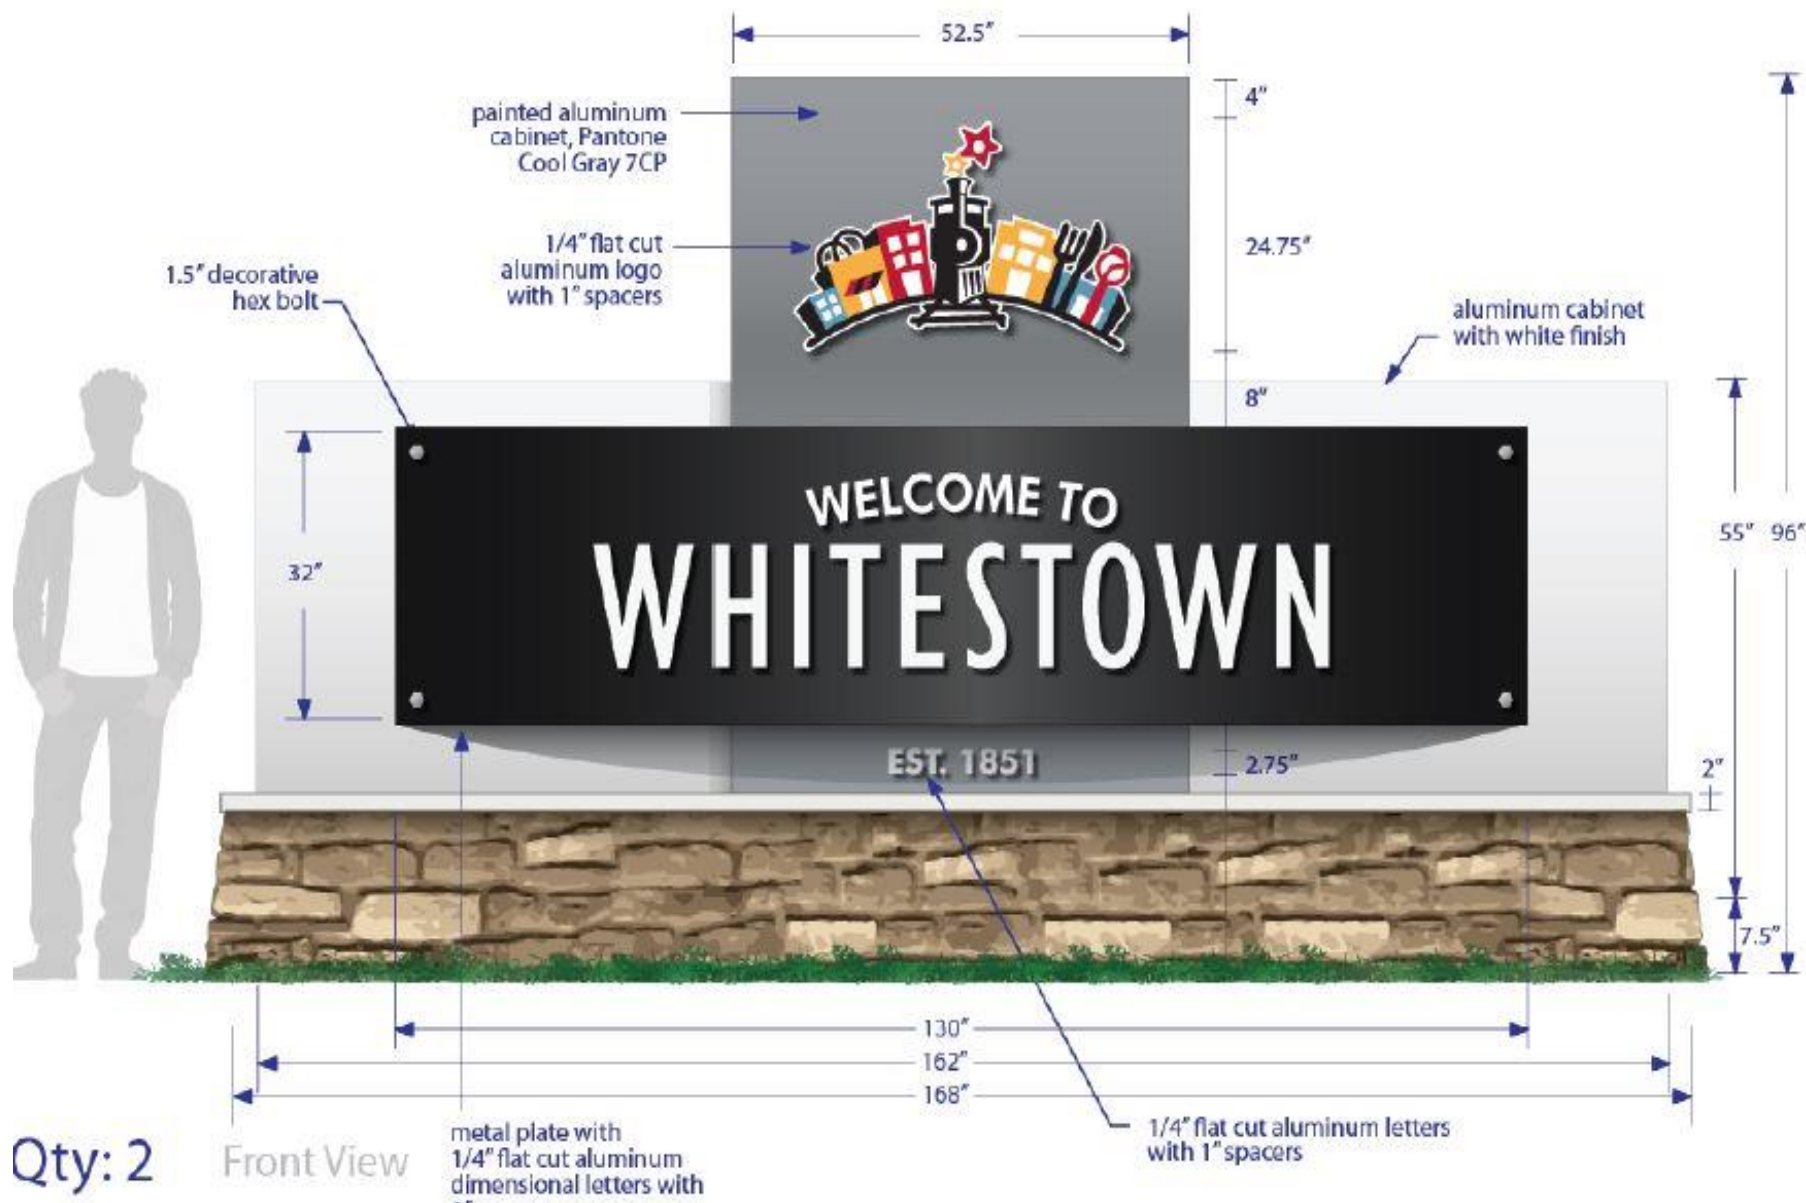 52.5"
painted aluminum
cabinet, Pantone
Cool Gray 7CP
4"
1/4" flat cut
aluminum logo
with 1" spacers
24.75"
1.5" decorative
hex bolt
aluminum cabinet
with white finish
8"
WELCOME TO
WHITESTOWN
32"
55"
96"
EST. 1851
2.75"
2"
7.5"
130"
162"
168"
Qty: 2
Front View
metal plate with
1/4" flat cut aluminum
dimensional letters with
1/4" flat cut aluminum letters
with 1" spacers